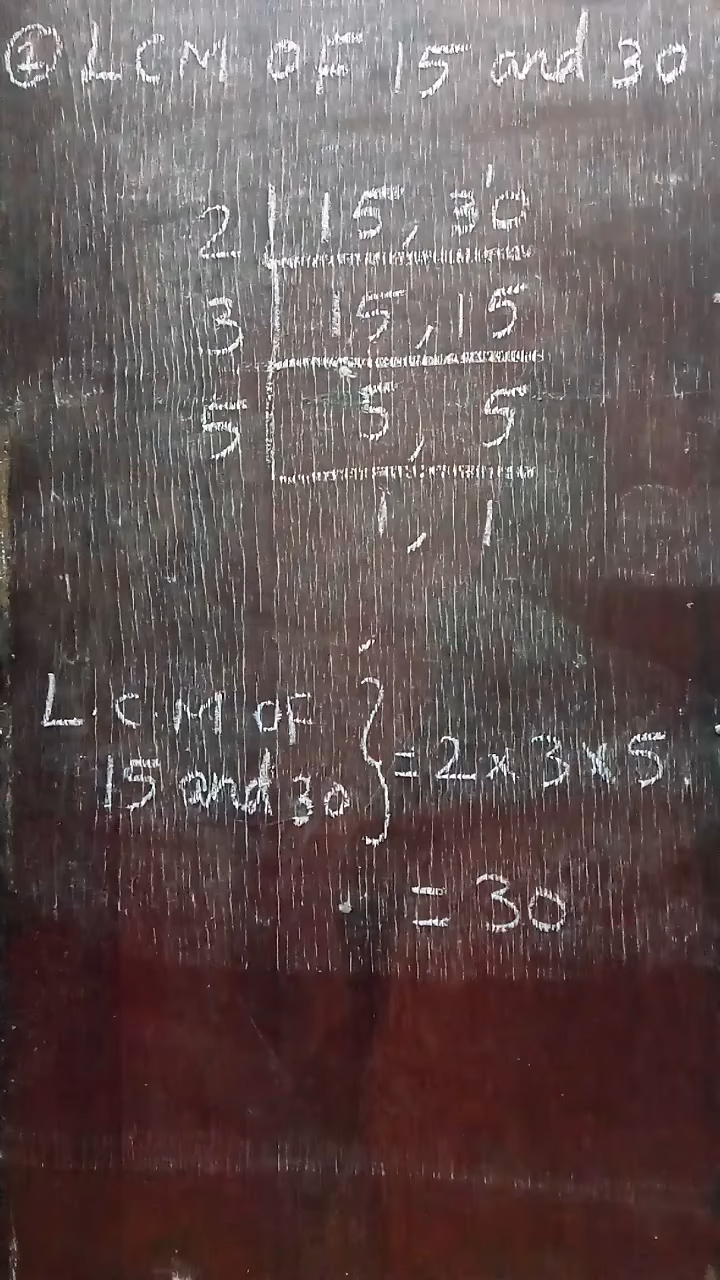 ① LCM OF 15 and 30
2 | 15, 30
3 | 15, 15
5 | 5, 5
1, 1
L.C.M OF
15 and 30 } = 2 x 3 x 5
= 30